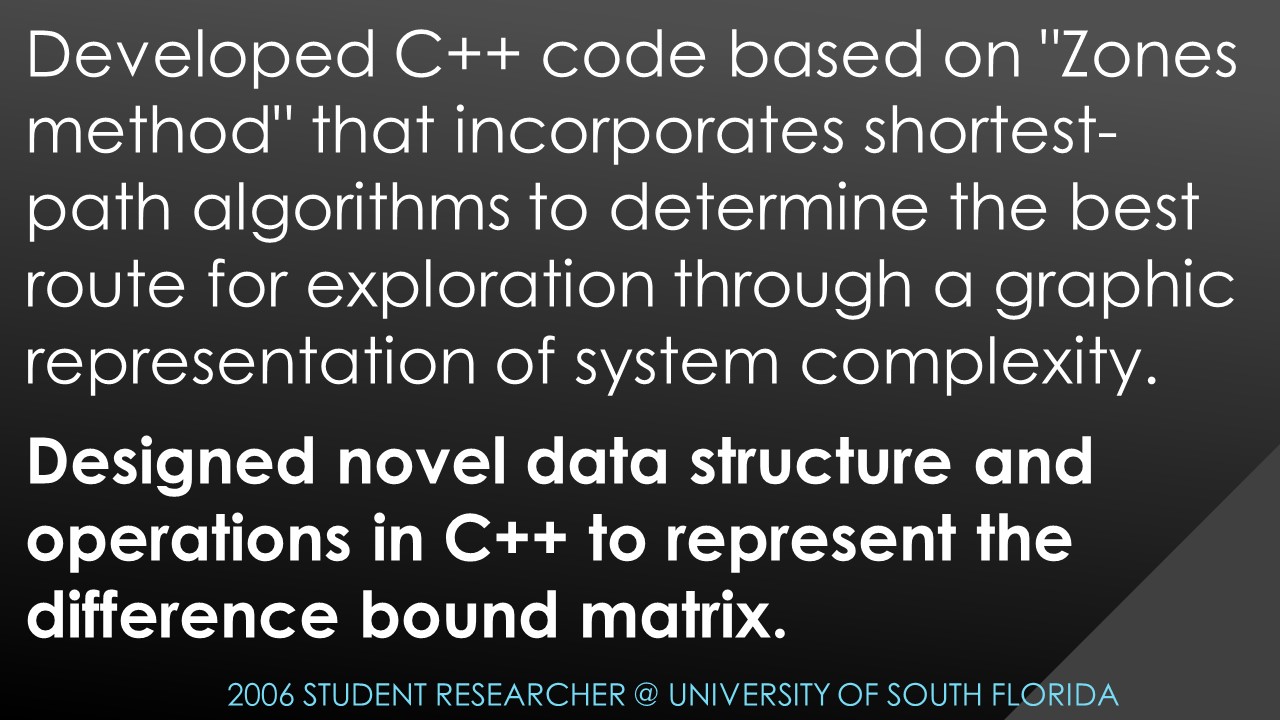 Developed C++ code based on "Zones
method" that incorporates shortest-
path algorithms to determine the best
route for exploration through a graphic
representation of system complexity.
Designed novel data structure and
operations in C++ to represent the
difference bound matrix.
2006 STUDENT RESEARCHER @ UNIVERSITY OF SOUTH FLORIDA